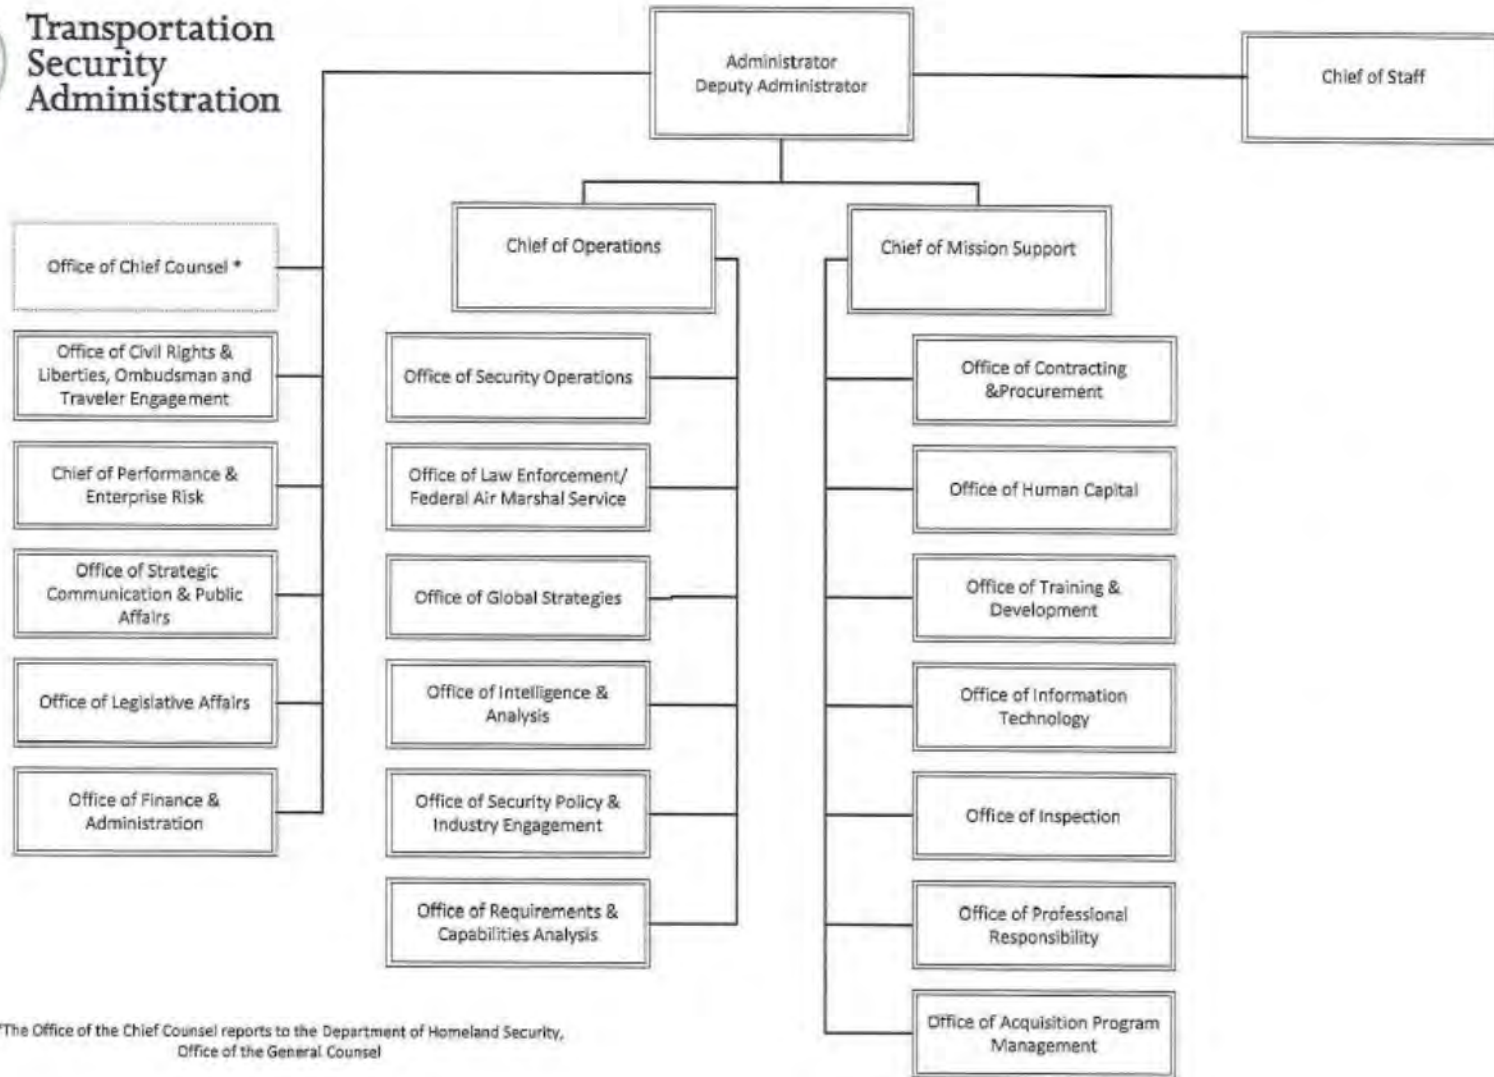 Transportation
Security
Administration
Administrator
Deputy Administrator
Chief of Staff
Chief of Operations
Chief of Mission Support
Office of Chief Counsel *
Office of Civil Rights &
Liberties, Ombudsman and
Traveler Engagement
Chief of Performance &
Enterprise Risk
Office of Strategic
Communication & Public
Affairs
Office of Legislative Affairs
Office of Finance &
Administration
Office of Security Operations
Office of Law Enforcement/
Federal Air Marshal Service
Office of Global Strategies
Office of Intelligence &
Analysis
Office of Security Policy &
Industry Engagement
Office of Requirements &
Capabilities Analysis
Office of Contracting
&Procurement
Office of Human Capital
Office of Training &
Development
Office of Information
Technology
Office of Inspection
Office of Professional
Responsibility
Office of Acquisition Program
Management
*The Office of the Chief Counsel reports to the Department of Homeland Security,
Office of the General Counsel